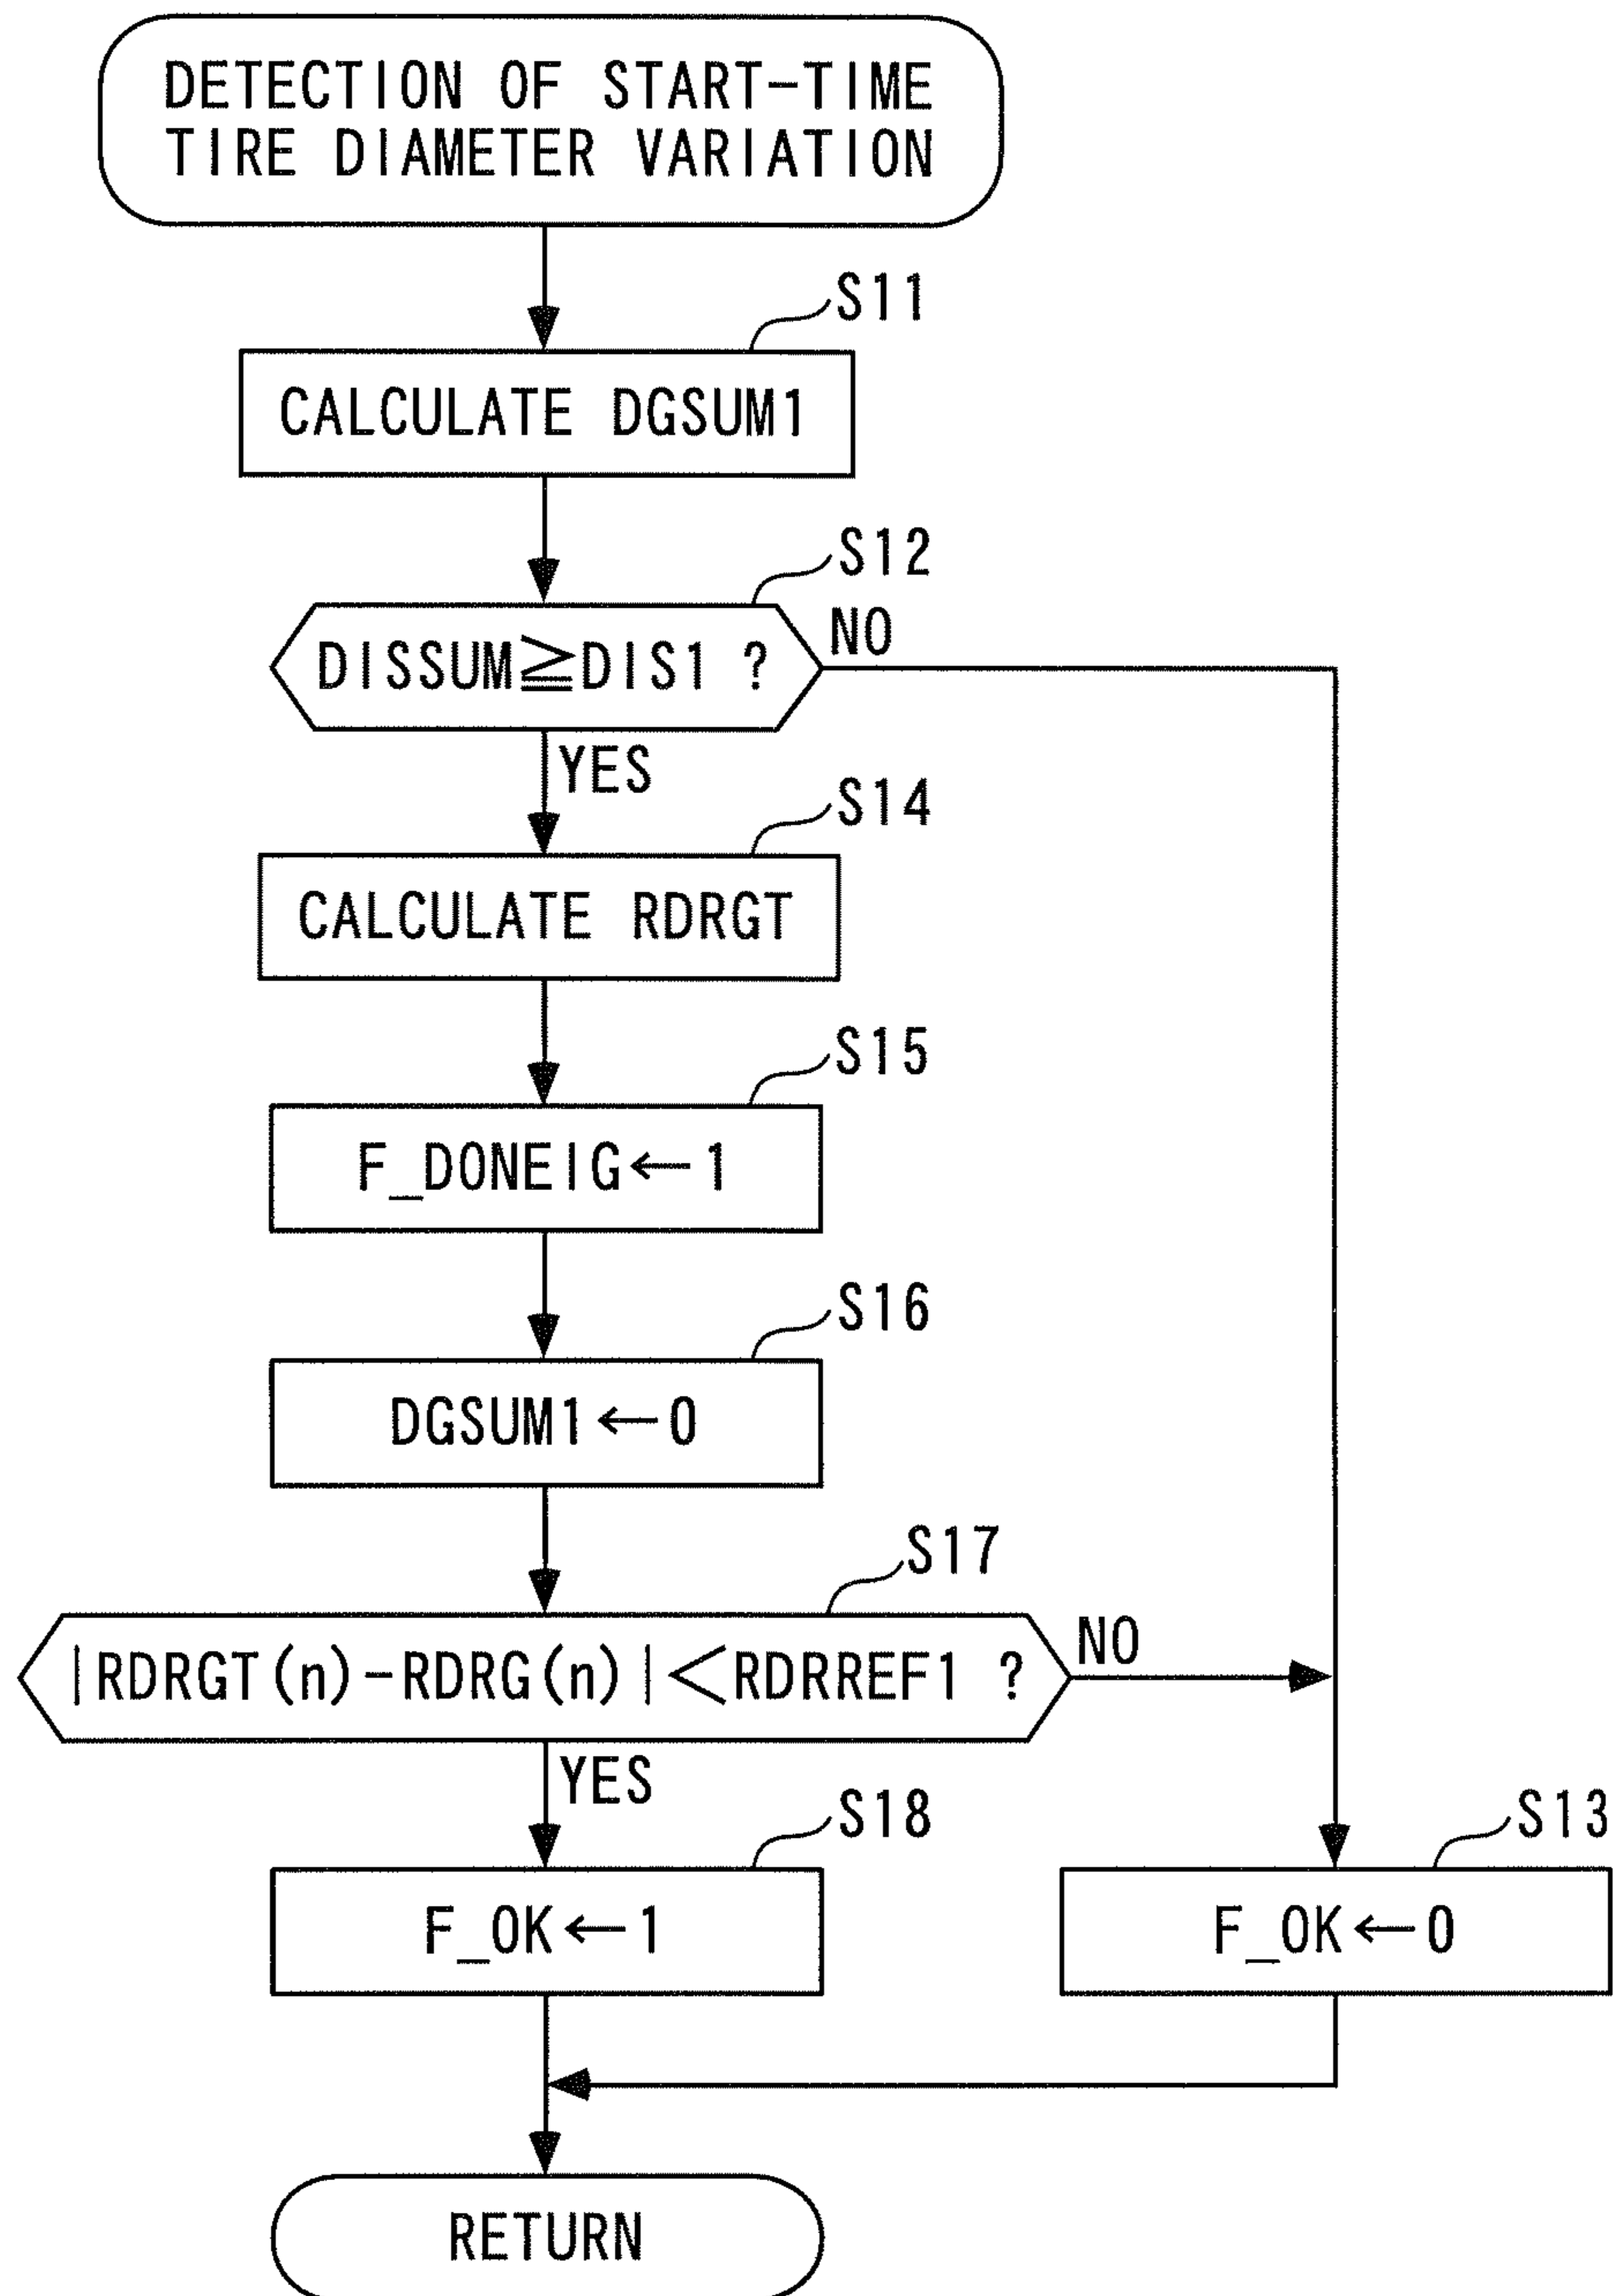 DETECTION OF START-TIME
TIRE DIAMETER VARIATION
S11
CALCULATE DGSUM1
S12
DISSUM≧DIS1 ?
NO
YES
S14
CALCULATE RDRGT
S15
F_DONEIG←1
S16
DGSUM1←0
S17
|RDRGT(n)-RDRG(n)|<RDRREF1 ?
NO
YES
S18
F_OK←1
S13
F_OK←0
RETURN